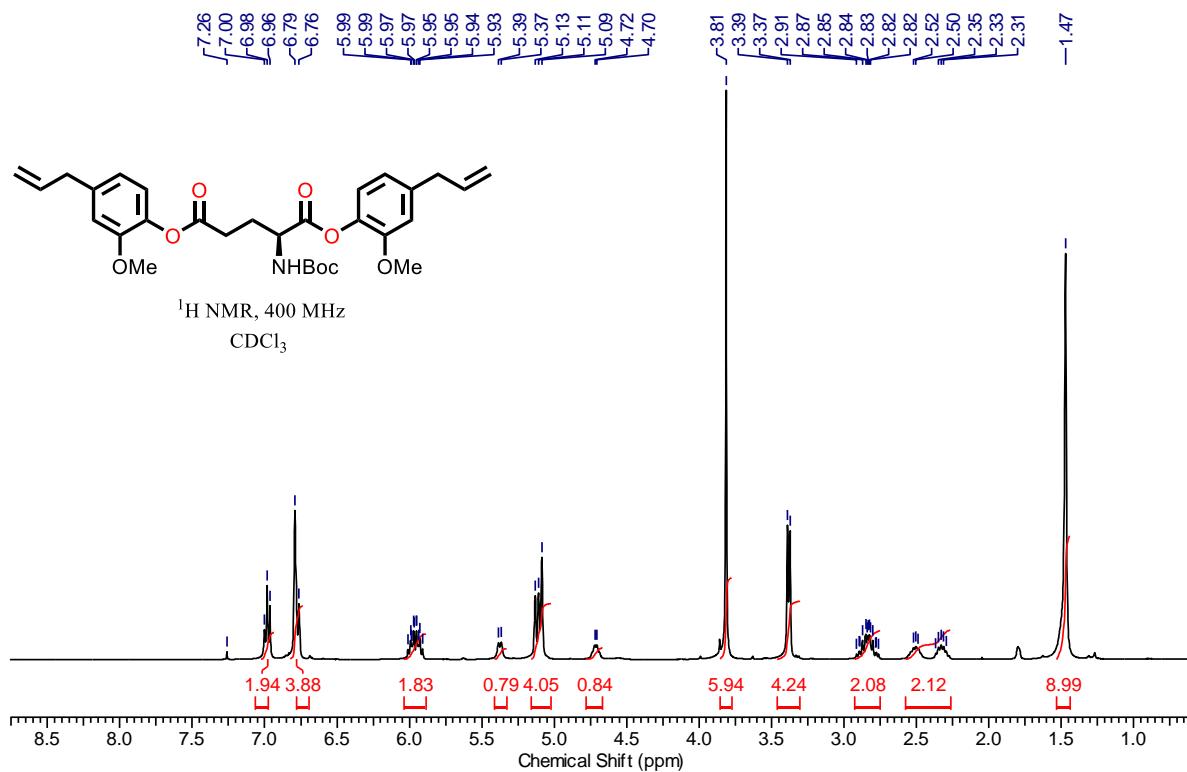 7.26 7.00 6.98 6.96 6.79 6.76 5.99 5.99 5.97 5.97 5.95 5.95 5.94 5.93 5.39 5.37 5.13 5.11 5.09 4.72 4.70 3.81 3.39 3.37 2.91 2.87 2.85 2.84 2.83 2.82 2.82 2.52 2.50 2.35 2.33 2.31 1.47
O O
O O
OMe NHBoc OMe
¹H NMR, 400 MHz
CDCl₃
1.94 3.88 1.83 0.79 4.05 0.84 5.94 4.24 2.08 2.12 8.99
8.5 8.0 7.5 7.0 6.5 6.0 5.5 5.0 4.5 4.0 3.5 3.0 2.5 2.0 1.5 1.0
Chemical Shift (ppm)